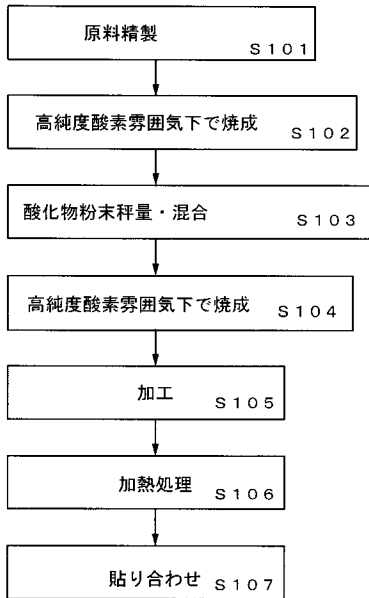 原料精製
S101
高純度酸素雰囲気下で焼成
S102
酸化物粉末秤量・混合
S103
高純度酸素雰囲気下で焼成
S104
加工
S105
加熱処理
S106
貼り合わせ
S107